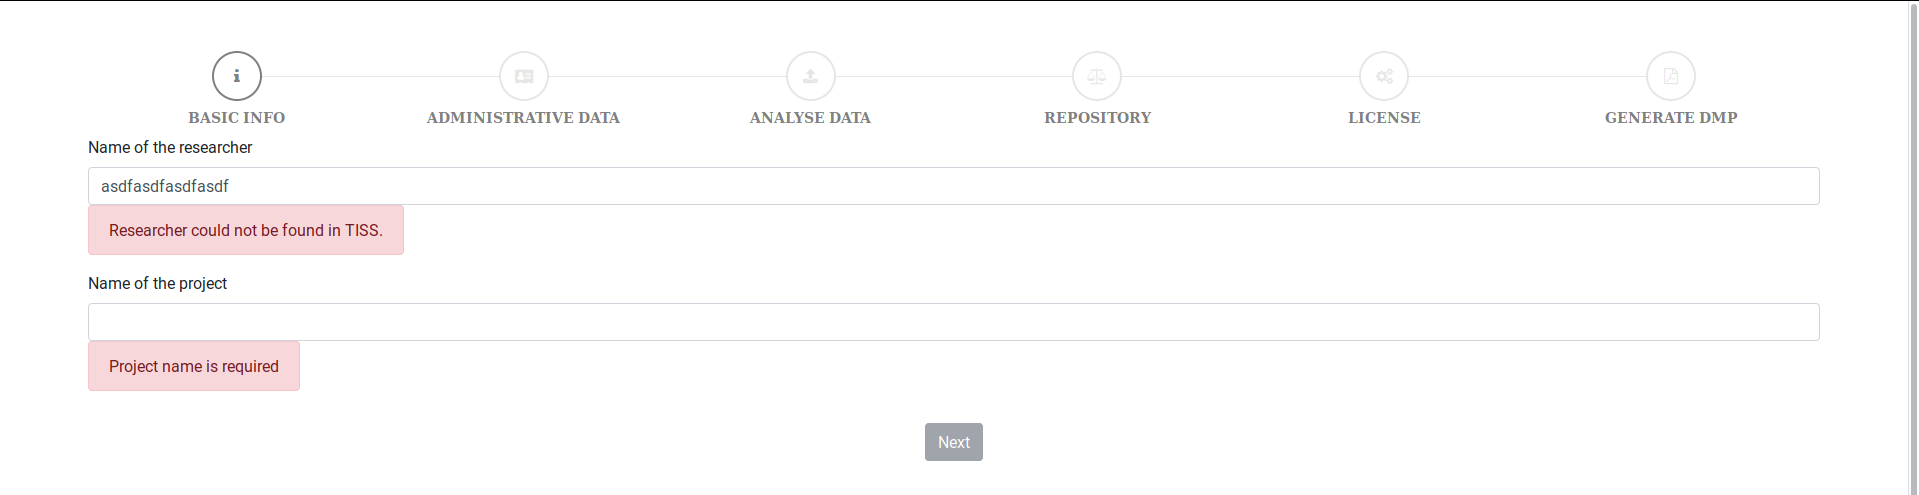 BASIC INFO
ADMINISTRATIVE DATA
ANALYSE DATA
REPOSITORY
LICENSE
GENERATE DMP
Name of the researcher
asdfasdfasdfasdf
Researcher could not be found in TISS.
Name of the project
Project name is required
Next